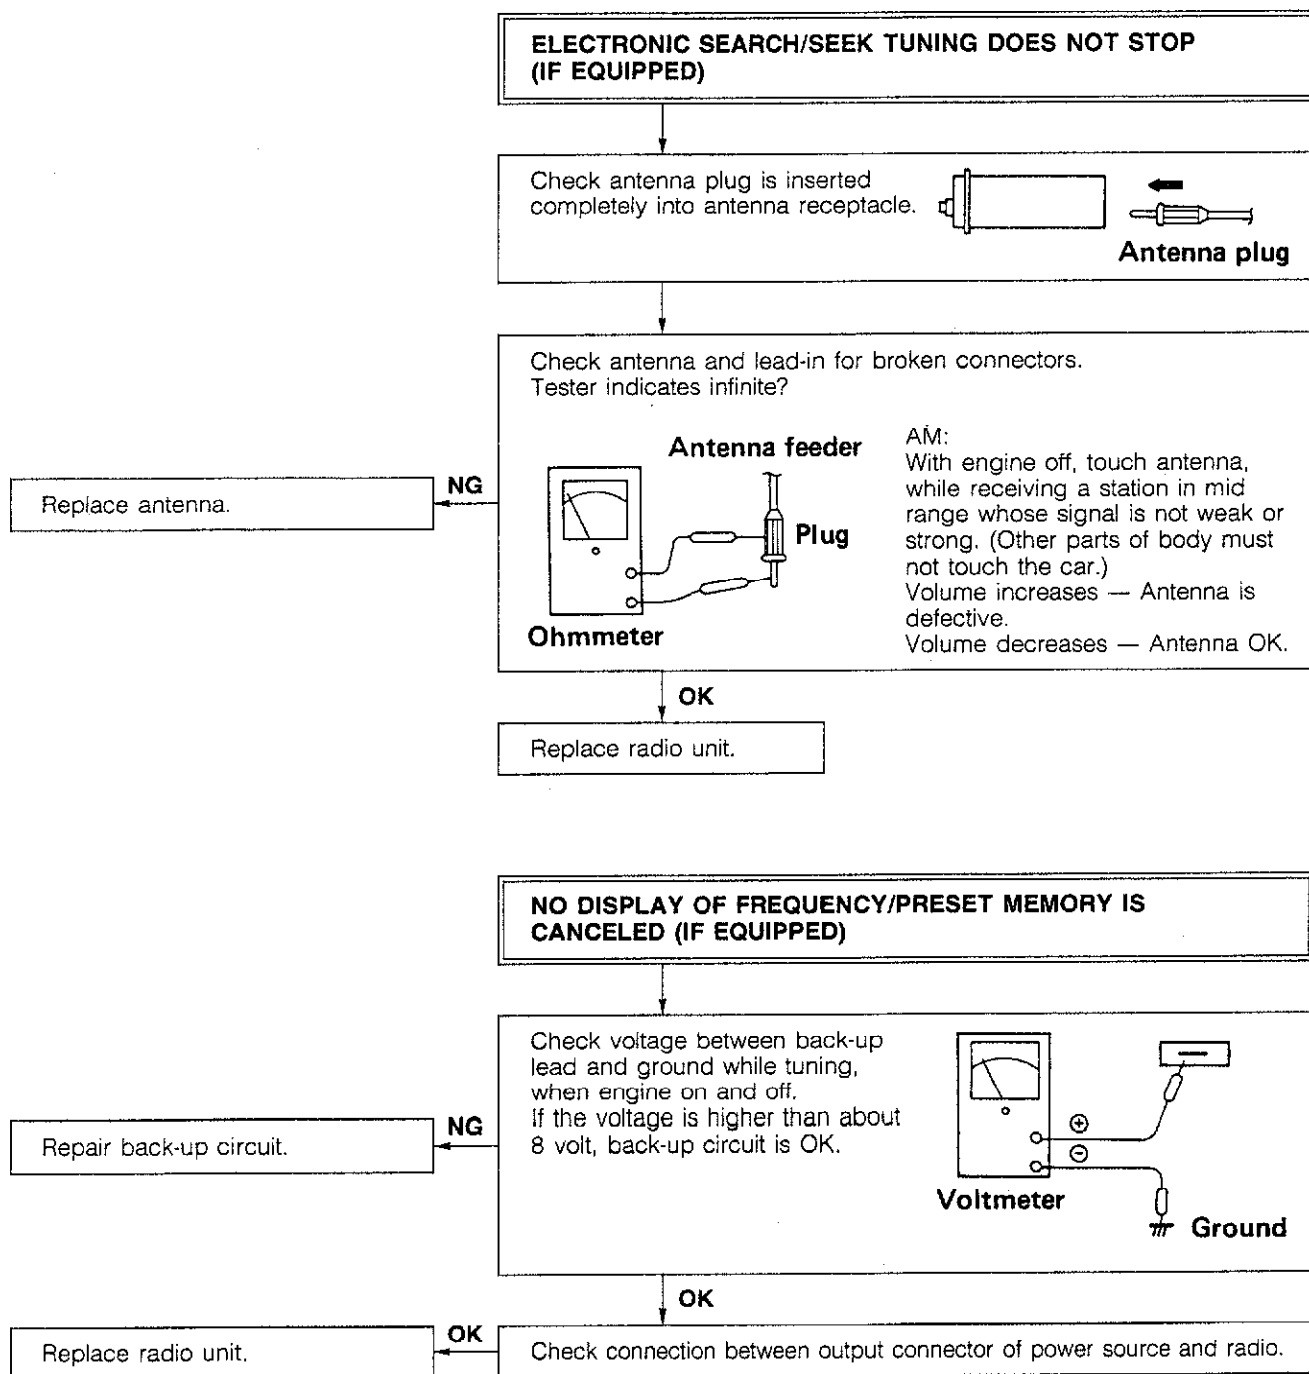 ELECTRONIC SEARCH/SEEK TUNING DOES NOT STOP
(IF EQUIPPED)
Check antenna plug is inserted
completely into antenna receptacle.
Antenna plug
Check antenna and lead-in for broken connectors.
Tester indicates infinite?
Antenna feeder
Plug
Ohmmeter
AM:
With engine off, touch antenna,
while receiving a station in mid
range whose signal is not weak or
strong. (Other parts of body must
not touch the car.)
Volume increases — Antenna is
defective.
Volume decreases — Antenna OK.
NG
Replace antenna.
OK
Replace radio unit.
NO DISPLAY OF FREQUENCY/PRESET MEMORY IS
CANCELED (IF EQUIPPED)
Check voltage between back-up
lead and ground while tuning,
when engine on and off.
If the voltage is higher than about
8 volt, back-up circuit is OK.
⊕
⊖
Voltmeter
Ground
NG
Repair back-up circuit.
OK
Check connection between output connector of power source and radio.
OK
Replace radio unit.